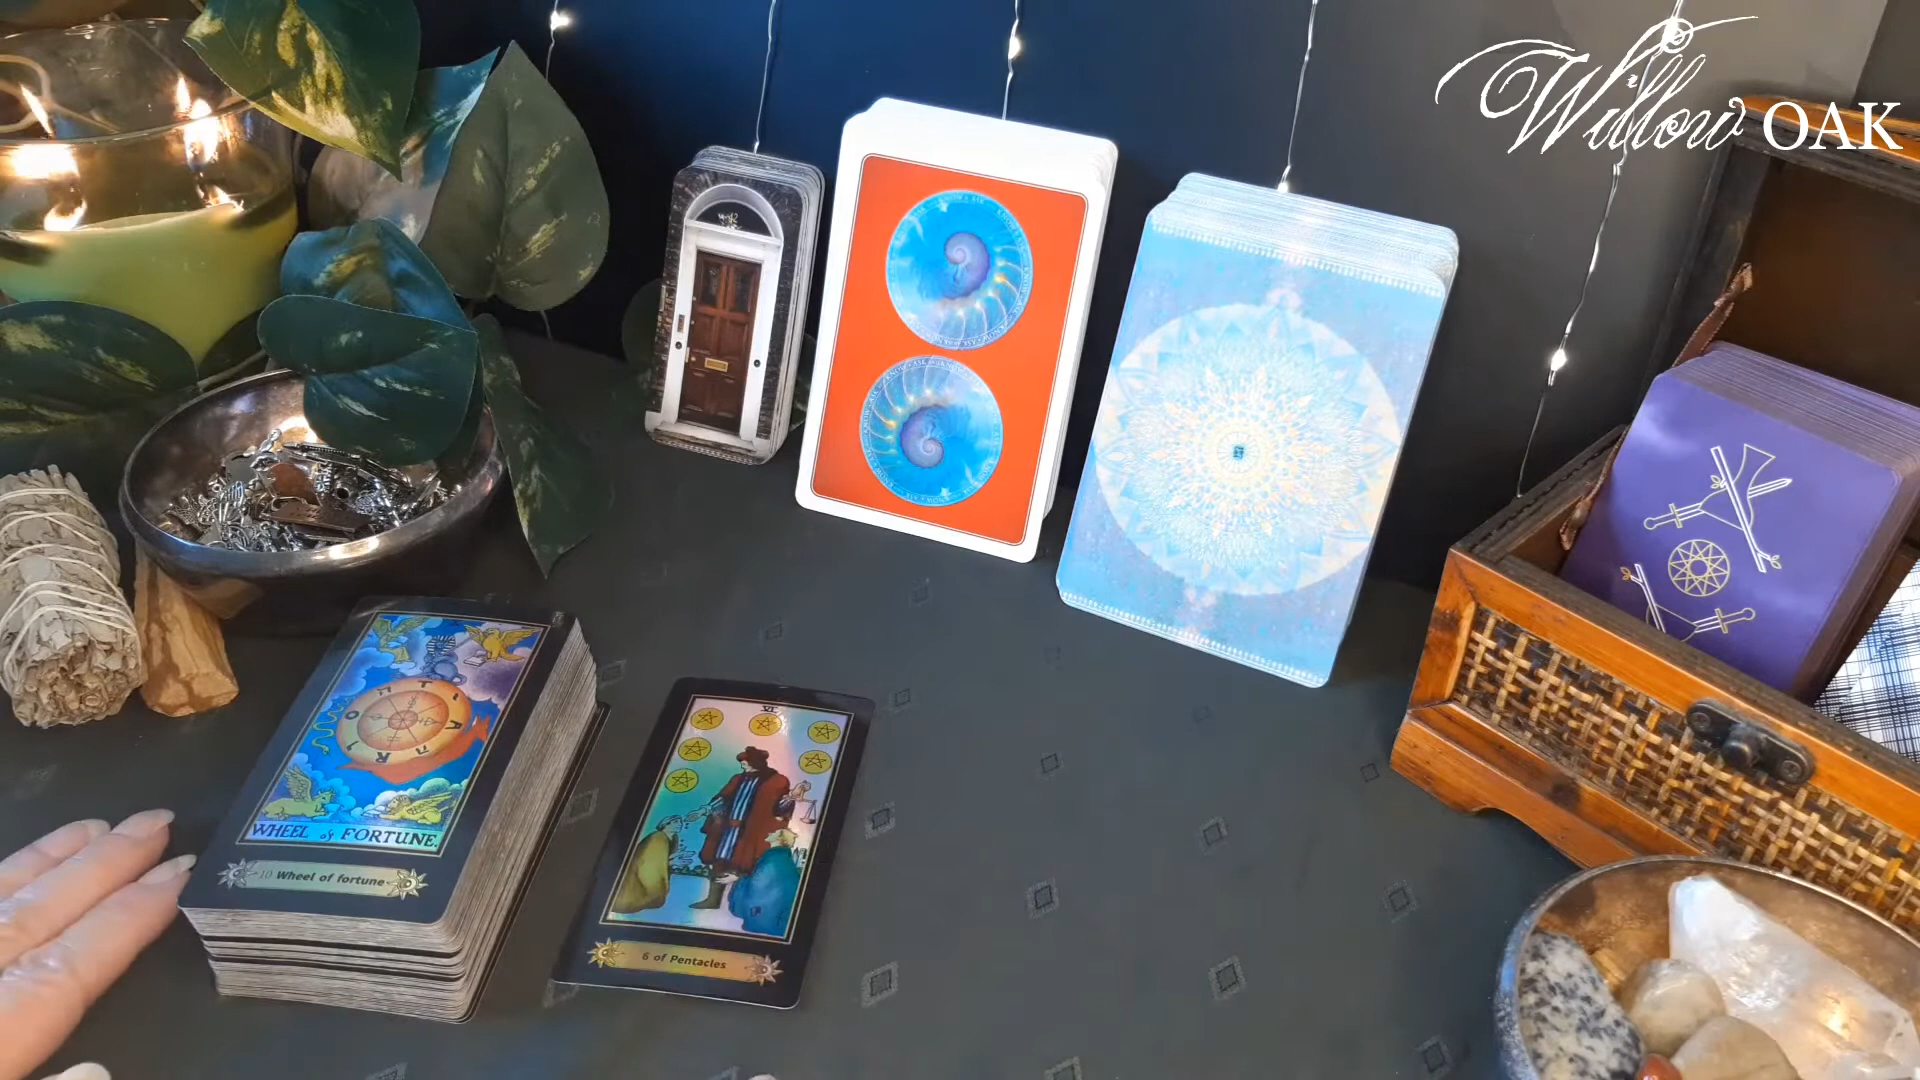 Willow OAK
WHEEL of FORTUNE.
10 Wheel of fortune
VI
6 of Pentacles